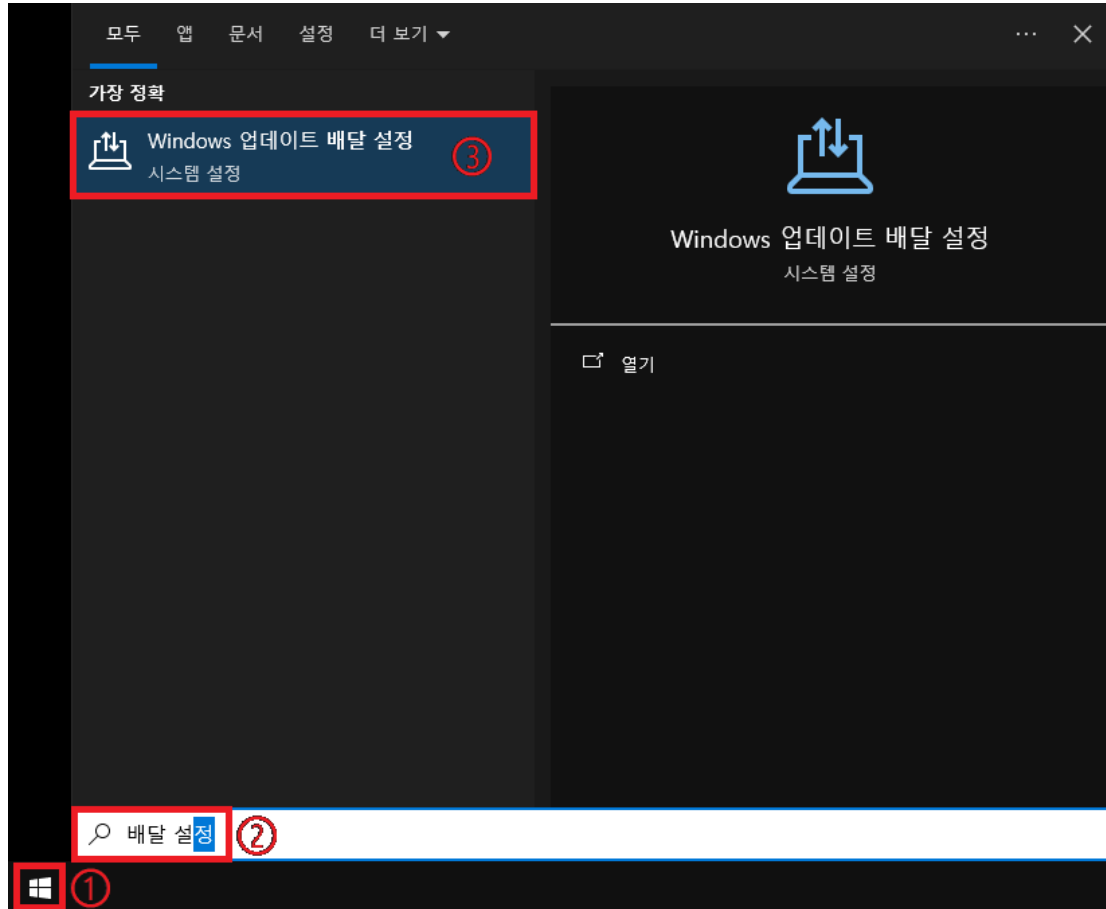 모두 앱 문서 설정 더 보기
가장 정확
Windows 업데이트 배달 설정
시스템 설정
③
Windows 업데이트 배달 설정
시스템 설정
열기
배달 설정
②
①